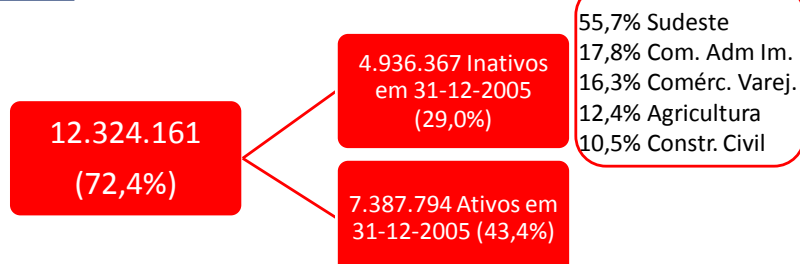 12.324.161
(72,4%)
4.936.367 Inativos
em 31-12-2005
(29,0%)
7.387.794 Ativos em
31-12-2005 (43,4%)
55,7% Sudeste
17,8% Com. Adm Im.
16,3% Comérc. Varej.
12,4% Agricultura
10,5% Constr. Civil